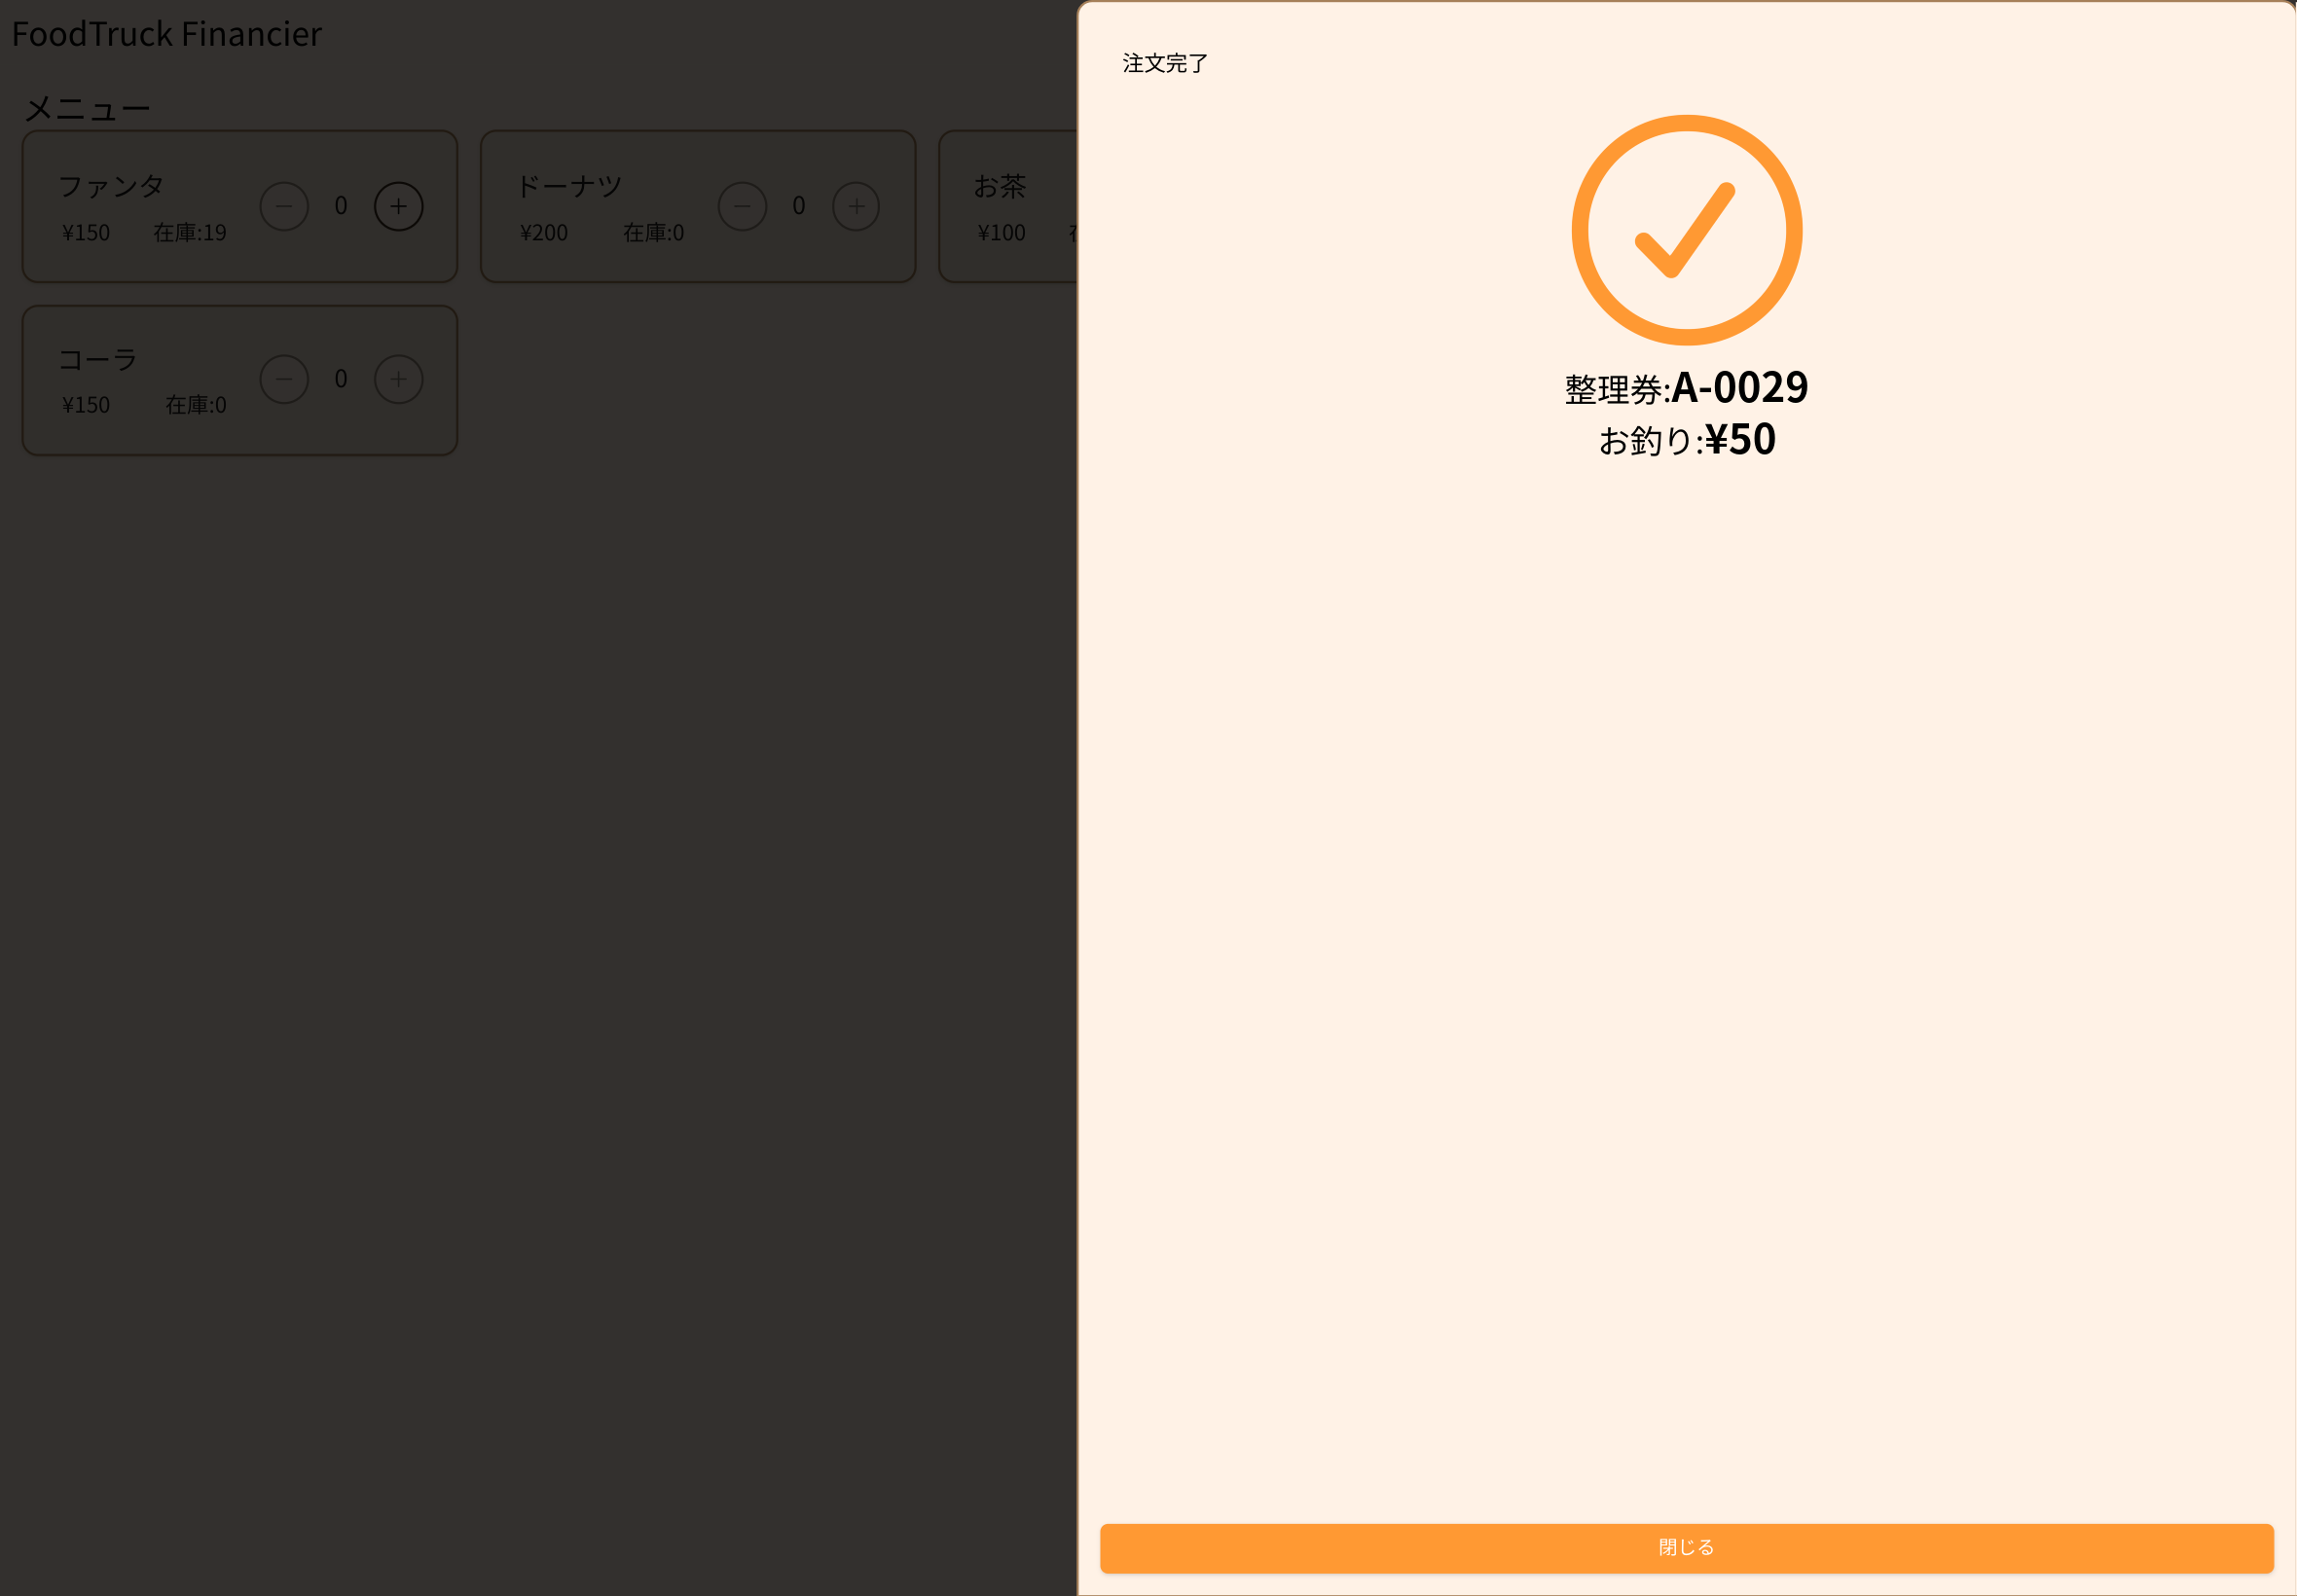 FoodTruck Financier
メニュー
ファンタ
¥150 在庫:19
0
ドーナツ
¥200 在庫:0
0
お茶
¥100
コーラ
¥150 在庫:0
0
注文完了
整理券:A-0029
お釣り:¥50
閉じる